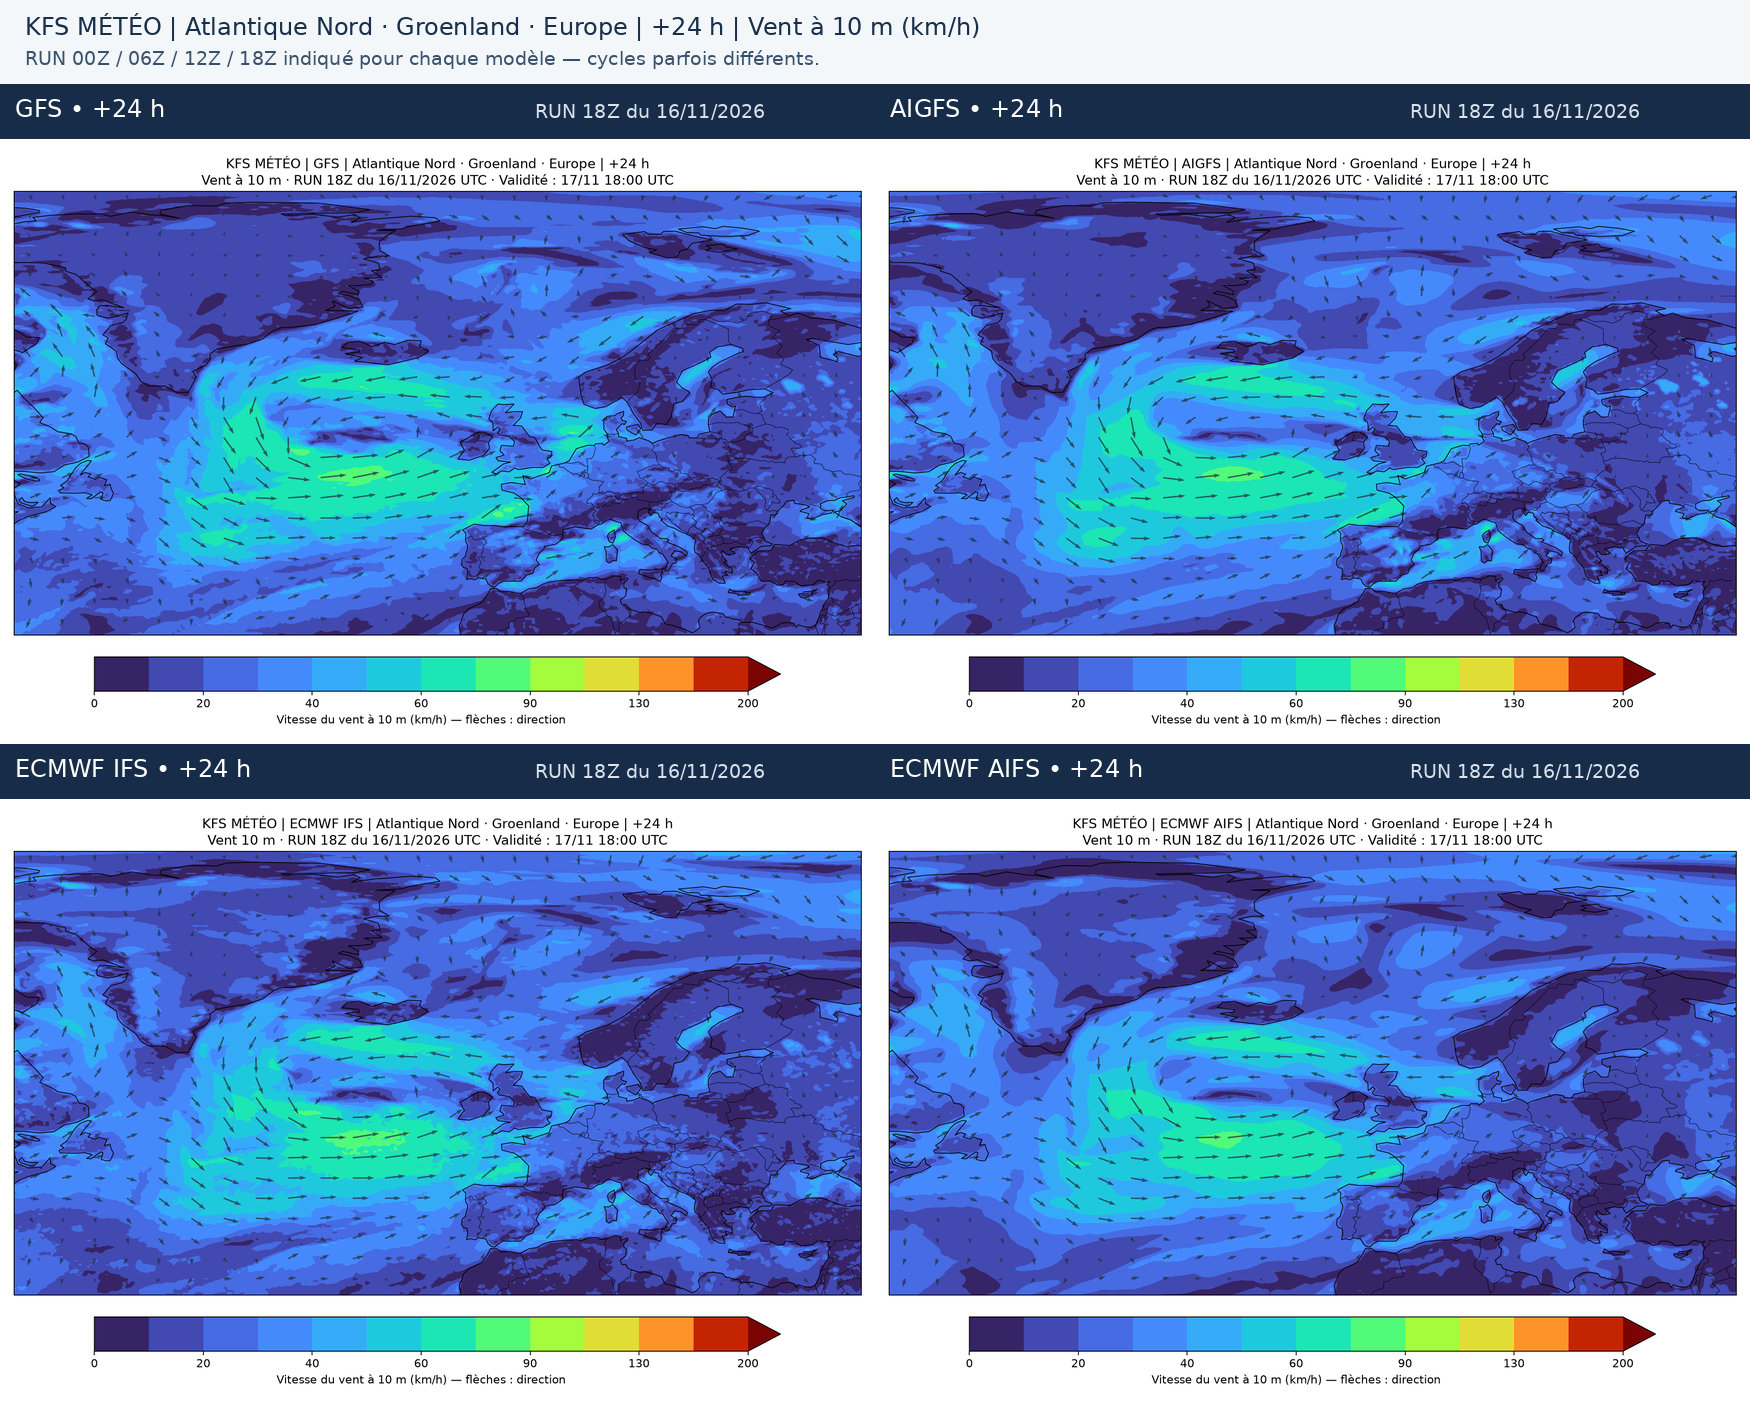 KFS MÉTÉO | Atlantique Nord · Groenland · Europe | +24 h | Vent à 10 m (km/h)
RUN 00Z / 06Z / 12Z / 18Z indiqué pour chaque modèle — cycles parfois différents.
GFS • +24 h
RUN 18Z du 16/11/2026
KFS MÉTÉO | GFS | Atlantique Nord · Groenland · Europe | +24 h
Vent à 10 m · RUN 18Z du 16/11/2026 UTC · Validité : 17/11 18:00 UTC
0 20 40 60 90 130 200
Vitesse du vent à 10 m (km/h) — flèches : direction
AIGFS • +24 h
RUN 18Z du 16/11/2026
KFS MÉTÉO | AIGFS | Atlantique Nord · Groenland · Europe | +24 h
Vent à 10 m · RUN 18Z du 16/11/2026 UTC · Validité : 17/11 18:00 UTC
0 20 40 60 90 130 200
Vitesse du vent à 10 m (km/h) — flèches : direction
ECMWF IFS • +24 h
RUN 18Z du 16/11/2026
KFS MÉTÉO | ECMWF IFS | Atlantique Nord · Groenland · Europe | +24 h
Vent 10 m · RUN 18Z du 16/11/2026 UTC · Validité : 17/11 18:00 UTC
0 20 40 60 90 130 200
Vitesse du vent à 10 m (km/h) — flèches : direction
ECMWF AIFS • +24 h
RUN 18Z du 16/11/2026
KFS MÉTÉO | ECMWF AIFS | Atlantique Nord · Groenland · Europe | +24 h
Vent 10 m · RUN 18Z du 16/11/2026 UTC · Validité : 17/11 18:00 UTC
0 20 40 60 90 130 200
Vitesse du vent à 10 m (km/h) — flèches : direction